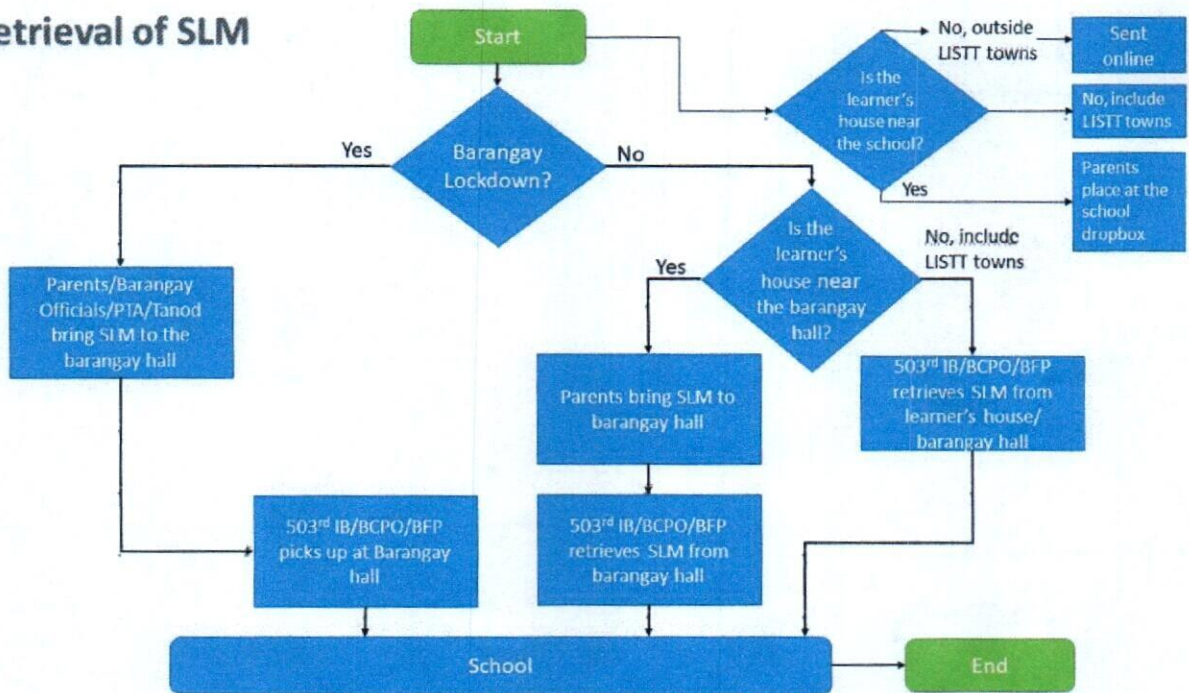 etrieval of SLM
Start
No, outside
LISTT towns
Sent
online
Is the
learner's
house near
the school?
No, include
LISTT towns
Yes
Parents
place at the
school
dropbox
Yes
Barangay
Lockdown?
No
Is the
learner's
house near
the barangay
hall?
Yes
No, include
LISTT towns
Parents/Barangay
Officials/PTA/Tanod
bring SLM to the
barangay hall
Parents bring SLM to
barangay hall
503rd IB/BCPO/BFP
retrieves SLM from
learner's house/
barangay hall
503rd IB/BCPO/BFP
picks up at Barangay
hall
503rd IB/BCPO/BFP
retrieves SLM from
barangay hall
School
End